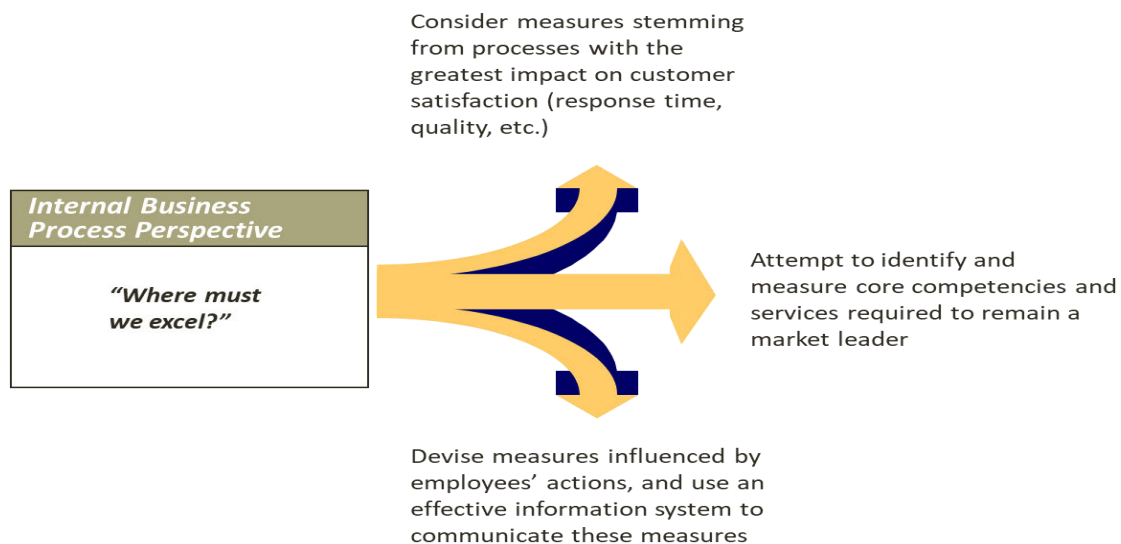 Consider measures stemming
from processes with the
greatest impact on customer
satisfaction (response time,
quality, etc.)
Internal Business
Process Perspective
“Where must
we excel?”
Attempt to identify and
measure core competencies and
services required to remain a
market leader
Devise measures influenced by
employees’ actions, and use an
effective information system to
communicate these measures